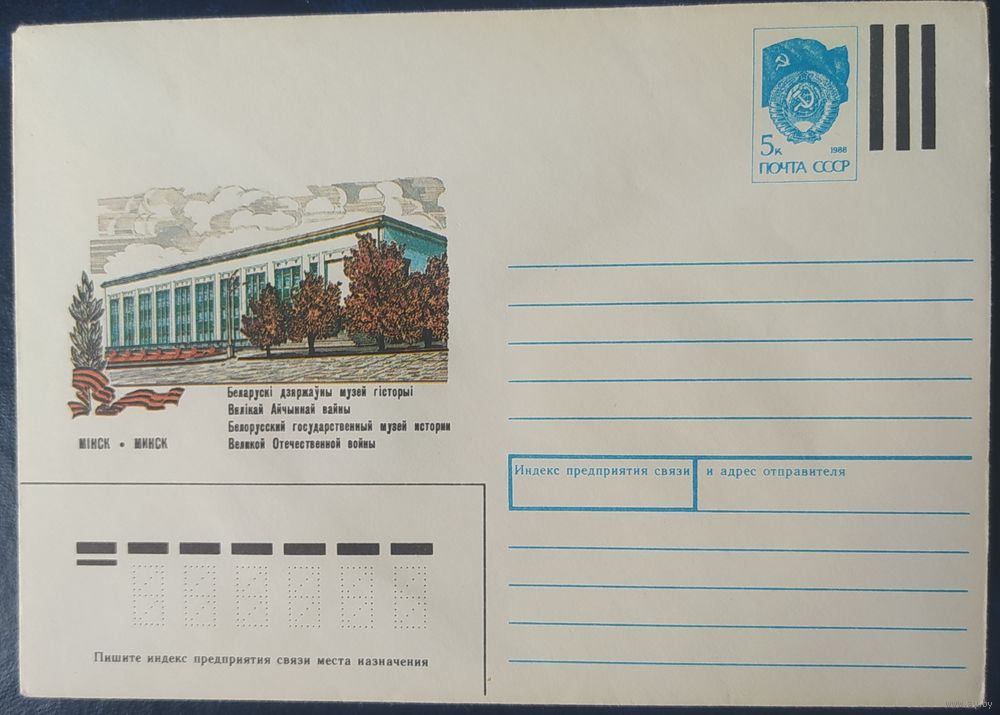 5к
1988
ПОЧТА СССР
Беларускі дзяржаўны музей гісторыі
Вялікай Айчыннай вайны
Белорусский государственный музей истории
Великой Отечественной войны
МІНСК • МИНСК
Индекс предприятия связи и адрес отправителя
Пишите индекс предприятия связи места назначения